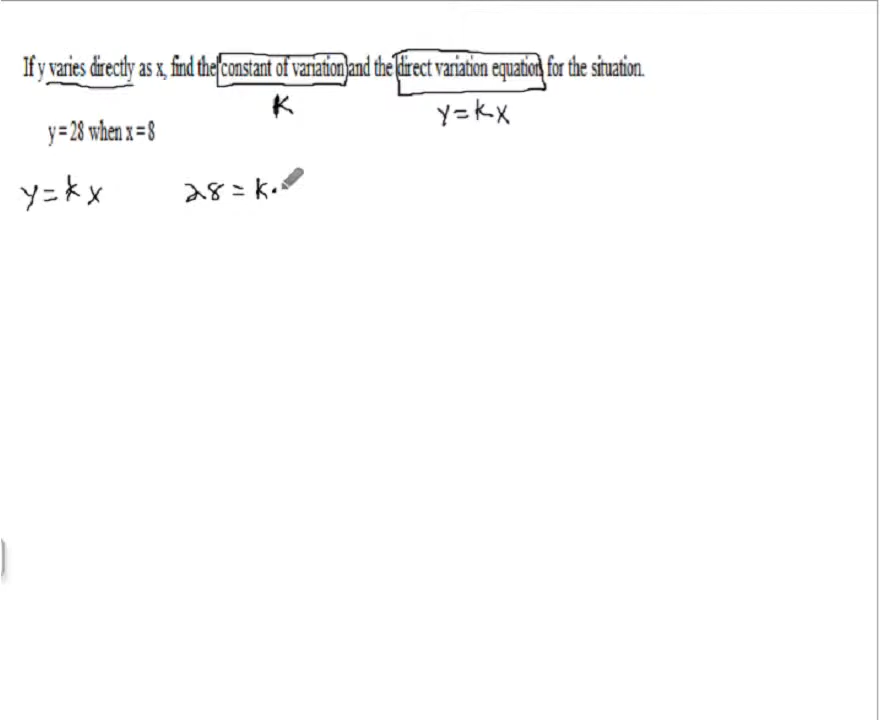 If y varies directly as x, find the constant of variation and the direct variation equation for the situation.
K
y=kx
y=28 when x=8
y=kx
28=k·